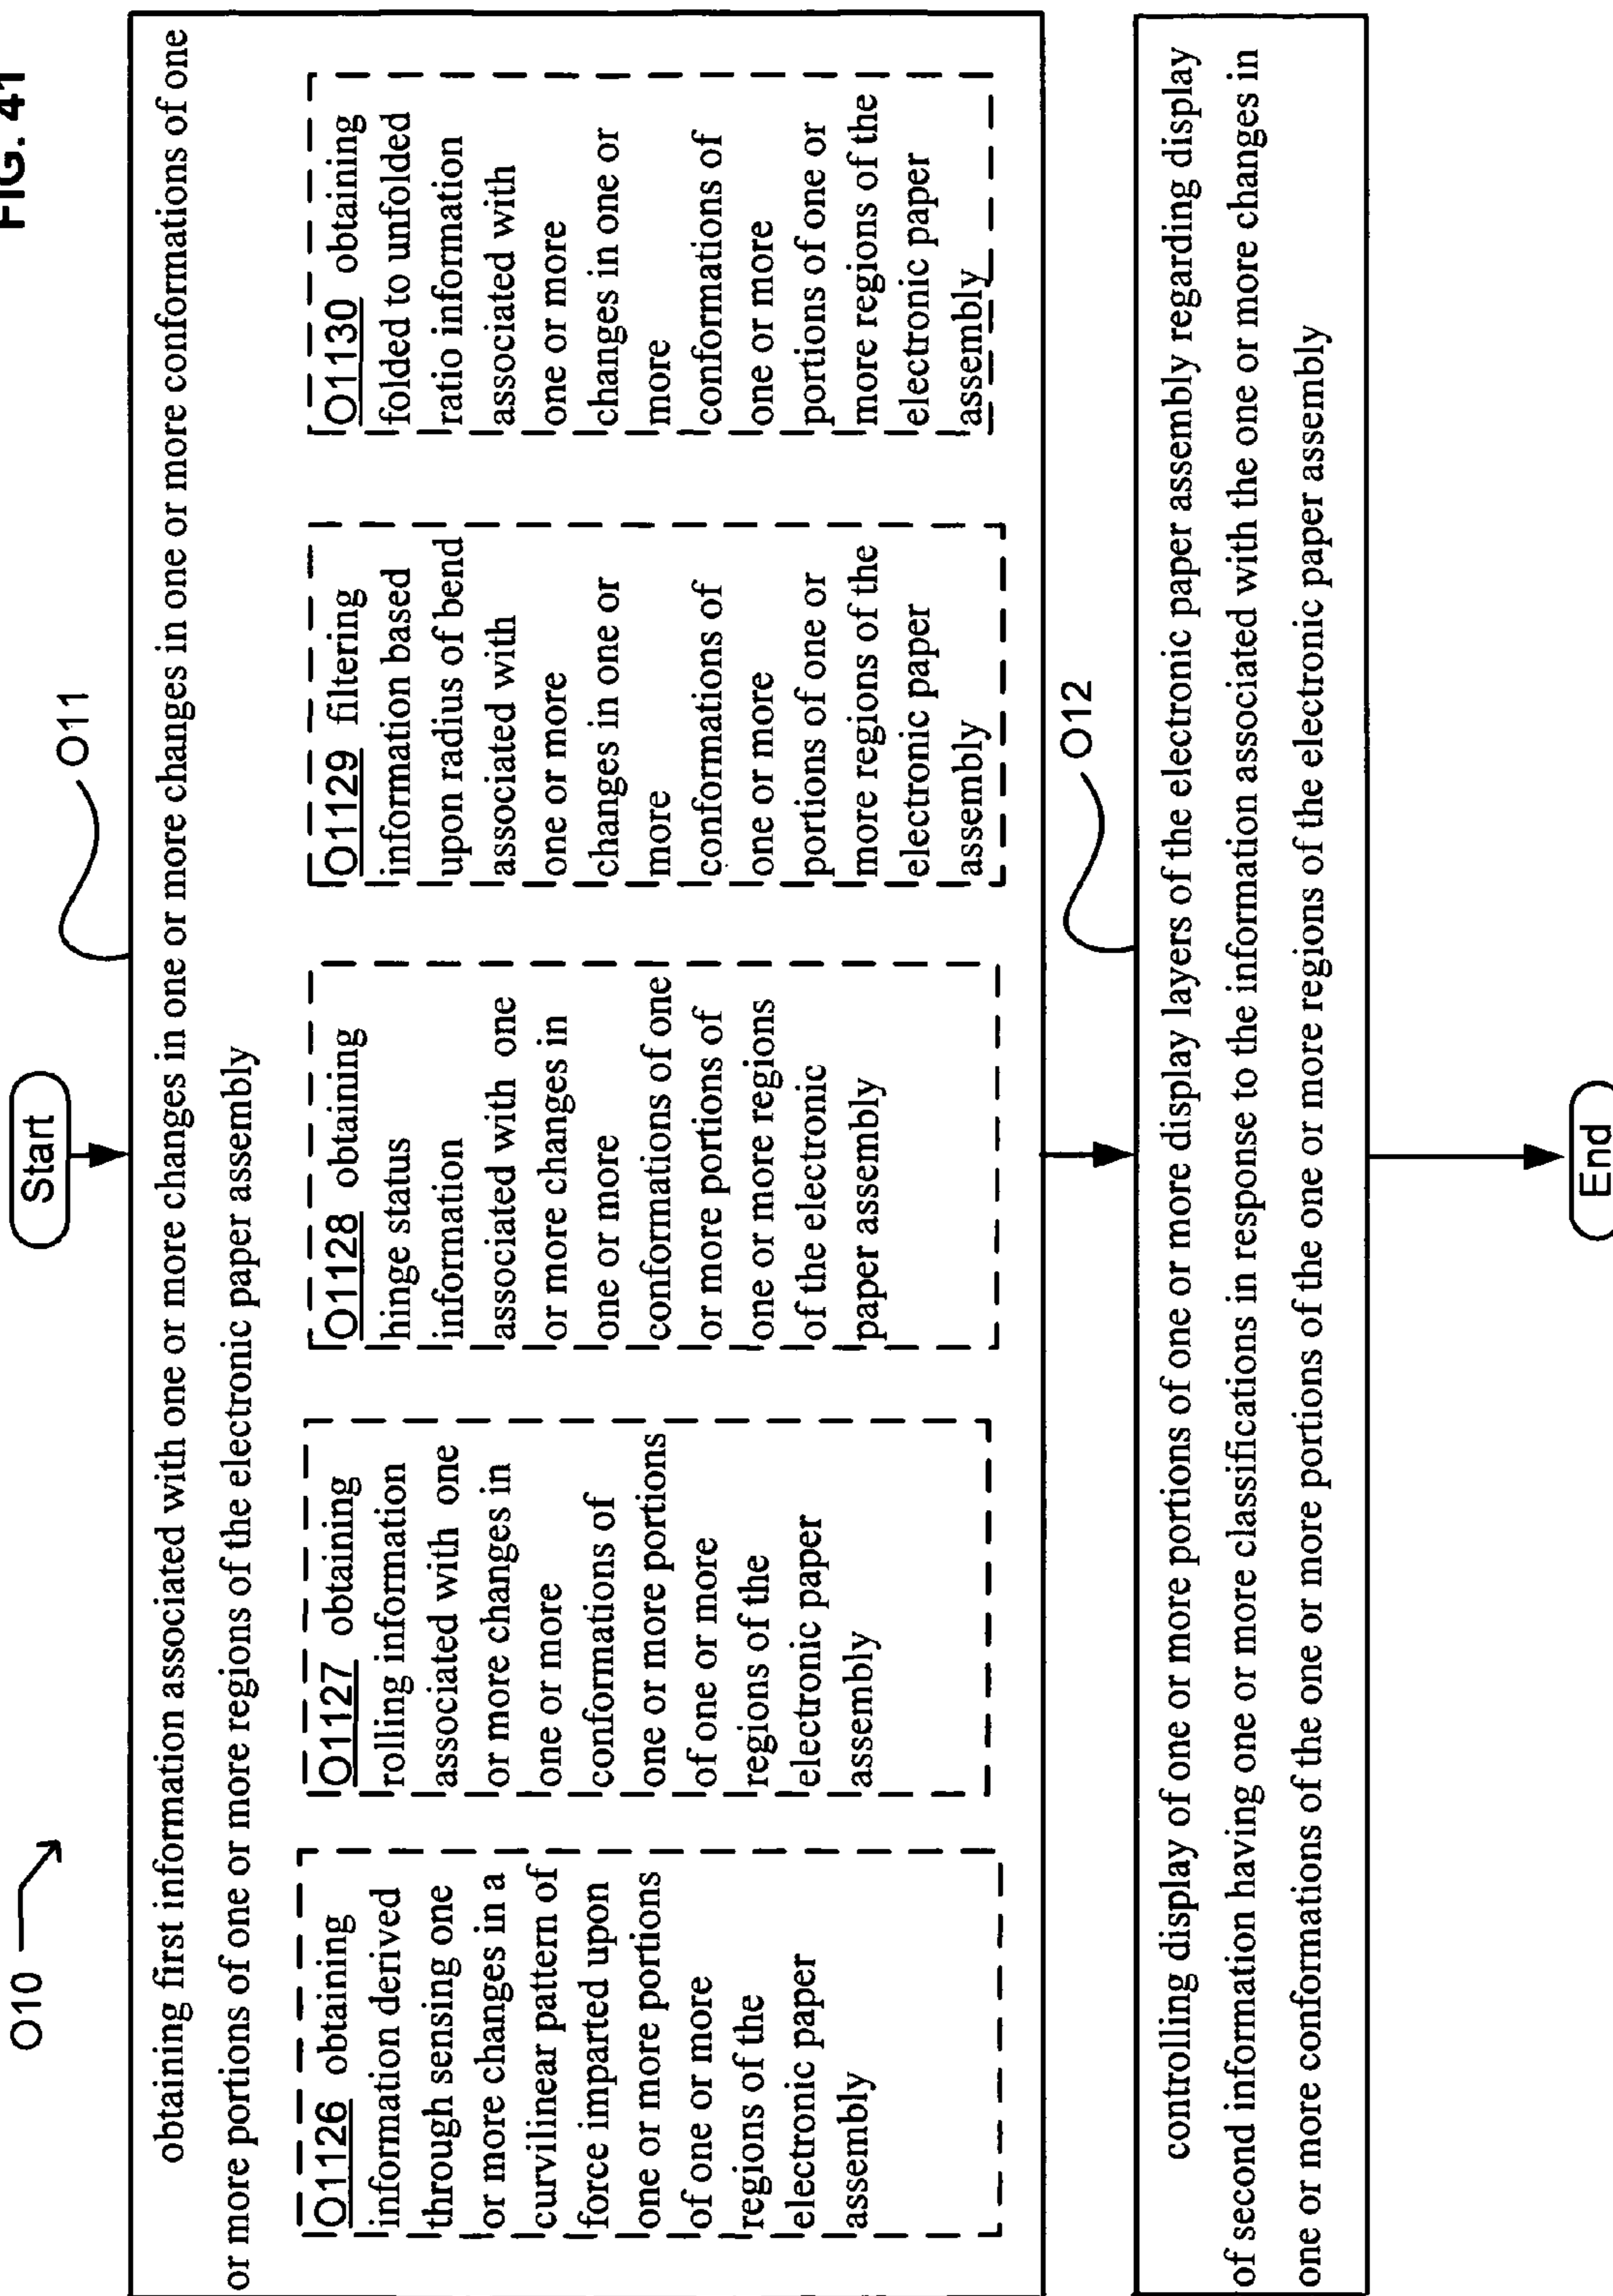 FIG. 41
O10
Start
O11
obtaining first information associated with one or more changes in one or more changes in one or more conformations of one
or more portions of one or more regions of the electronic paper assembly
O1126 obtaining
information derived
through sensing one
or more changes in a
curvilinear pattern of
force imparted upon
one or more portions
of one or more
regions of the
electronic paper
assembly
O1127 obtaining
rolling information
associated with one
or more changes in
one or more
conformations of
one or more portions
of one or more
regions of the
electronic paper
assembly
O1128 obtaining
hinge status
information
associated with one
or more changes in
one or more
conformations of one
or more portions of
one or more regions
of the electronic
paper assembly
O1129 filtering
information based
upon radius of bend
associated with
one or more
changes in one or
more
conformations of
one or more
portions of one or
more regions of the
electronic paper
assembly
O1130 obtaining
folded to unfolded
ratio information
associated with
one or more
changes in one or
more
conformations of
one or more
portions of one or
more regions of the
electronic paper
assembly
O12
controlling display of one or more portions of one or more display layers of the electronic paper assembly regarding display
of second information having one or more classifications in response to the information associated with the one or more changes in
one or more conformations of the one or more portions of the one or more regions of the electronic paper assembly
End